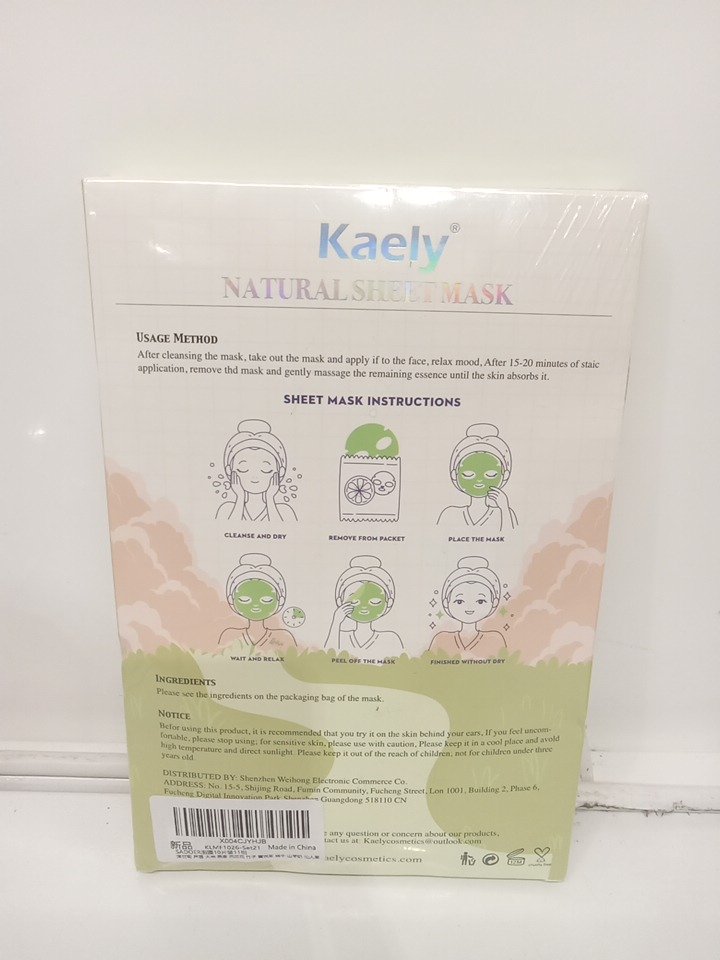 Kaely®
NATURAL SHEET MASK
USAGE METHOD
After cleansing the mask, take out the mask and apply if to the face, relax mood, After 15-20 minutes of staic
application, remove thd mask and gently massage the remaining essence until the skin absorbs it.
SHEET MASK INSTRUCTIONS
CLEANSE AND DRY
REMOVE FROM PACKET
PLACE THE MASK
WAIT AND RELAX
PEEL OFF THE MASK
FINISHED WITHOUT DRY
INGREDIENTS
Please see the ingredients on the packaging bag of the mask.
NOTICE
Befor using this product, it is recommended that you try it on the skin behind your ears, If you feel uncom-
fortable, please stop using; for sensitive skin, please use with caution, Please keep it in a cool place and avoid
high temperature and direct sunlight. Please keep it out of the reach of children; not for children under three
years old.
DISTRIBUTED BY: Shenzhen Weihong Electronic Commerce Co.
ADDRESS: No. 15-5, Shijing Road, Fumin Community, Fucheng Street, Lon 1001, Building 2, Phase 6,
Fucheng Digital Innovation Park Shenzhen Guangdong 518110 CN
any question or concern about our products,
act us at Kaelycosmetics@outlook.com
aelycosmetics.com
X004CJYHJB
新品 KLMF1026-Set21 Made in China
12M